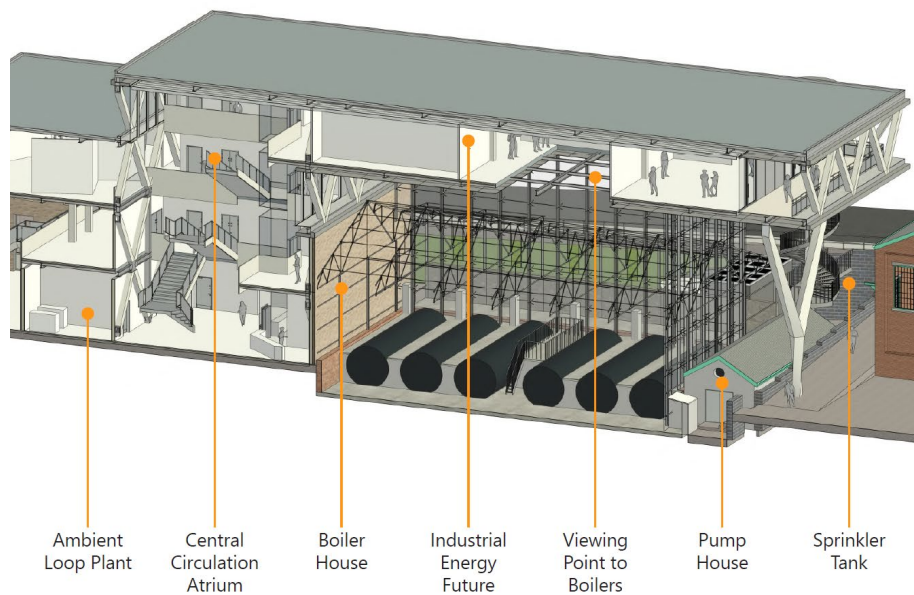 Ambient
Loop Plant
Central
Circulation
Atrium
Boiler
House
Industrial
Energy
Future
Viewing
Point to
Boilers
Pump
House
Sprinkler
Tank